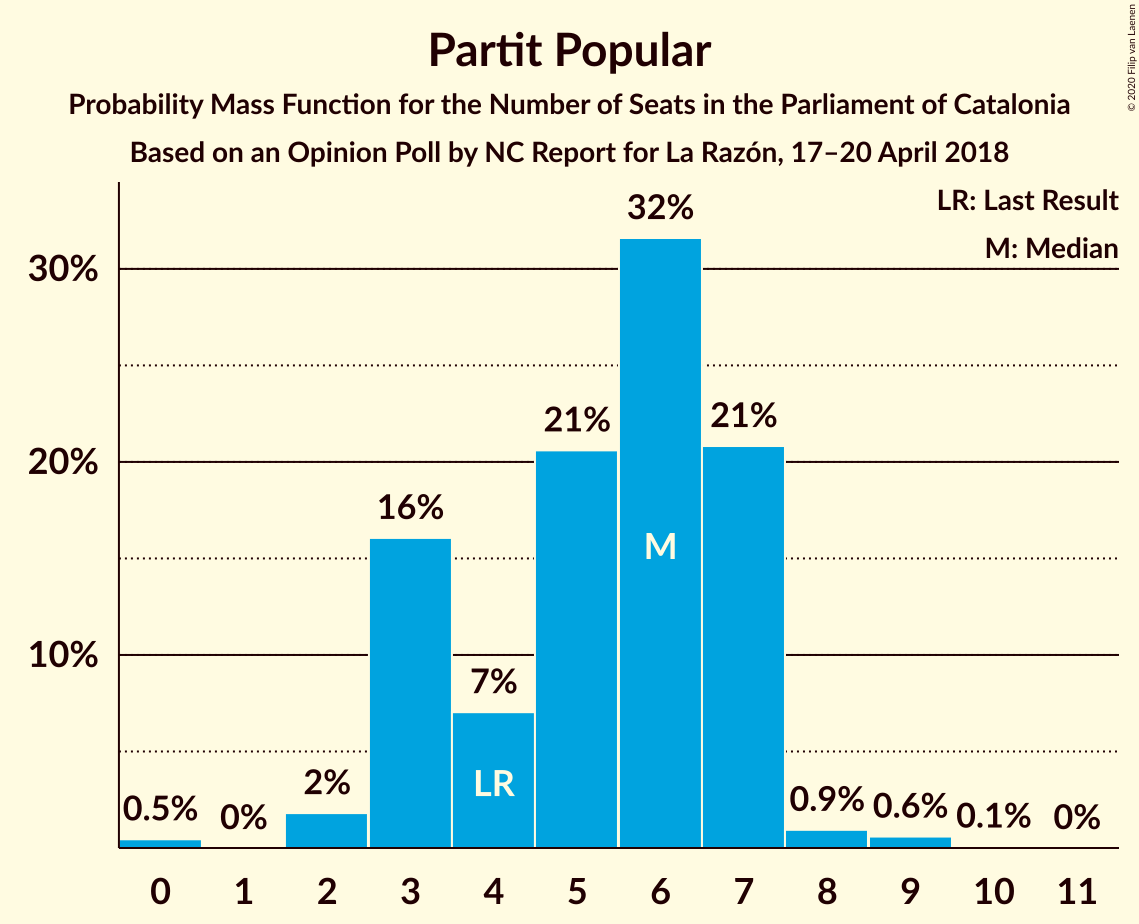 Partit Popular
Probability Mass Function for the Number of Seats in the Parliament of Catalonia
Based on an Opinion Poll by NC Report for La Razón, 17–20 April 2018
© 2020 Filip van Laenen
LR: Last Result
M: Median
30%
20%
10%
0.5%
0%
2%
16%
7%
21%
32%
21%
0.9%
0.6%
0.1%
0%
LR
M
0 1 2 3 4 5 6 7 8 9 10 11